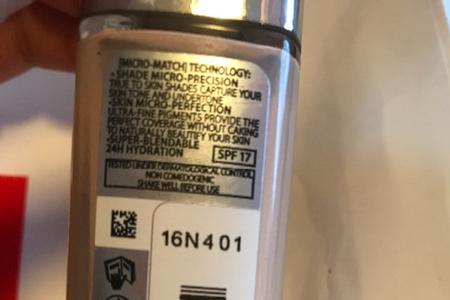 [MICRO-MATCH] TECHNOLOGY:
• SHADE MICRO-PRECISION
TRUE TO SKIN SHADES CAPTURE YOUR
SKIN TONE AND UNDERTONE
•SKIN MICRO-PERFECTION
ULTRA-FINE PIGMENTS PROVIDE THE
PERFECT COVERAGE WITHOUT CAKING
TO NATURALLY BEAUTIFY YOUR SKIN
•SUPER-BLENDABLE
24H HYDRATION SPF 17
TESTED UNDER DERMATOLOGICAL CONTROL
NON COMEDOGENIC
SHAKE WELL BEFORE USE
16N401